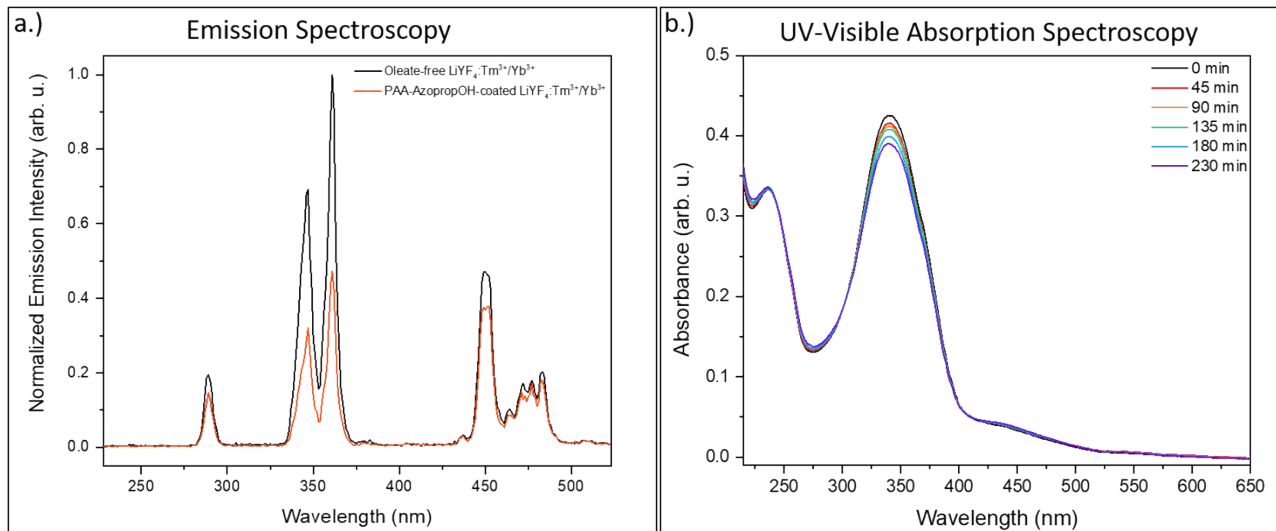 a.) Emission Spectroscopy
Normalized Emission Intensity (arb. u.)
1.0
0.8
0.6
0.4
0.2
0.0
Oleate-free LiYF₄:Tm³⁺/Yb³⁺
PAA-AzopropOH-coated LiYF₄:Tm³⁺/Yb³⁺
250 300 350 400 450 500
Wavelength (nm)
b.) UV-Visible Absorption Spectroscopy
Absorbance (arb. u.)
0.5
0.4
0.3
0.2
0.1
0.0
0 min
45 min
90 min
135 min
180 min
230 min
250 300 350 400 450 500 550 600 650
Wavelength (nm)